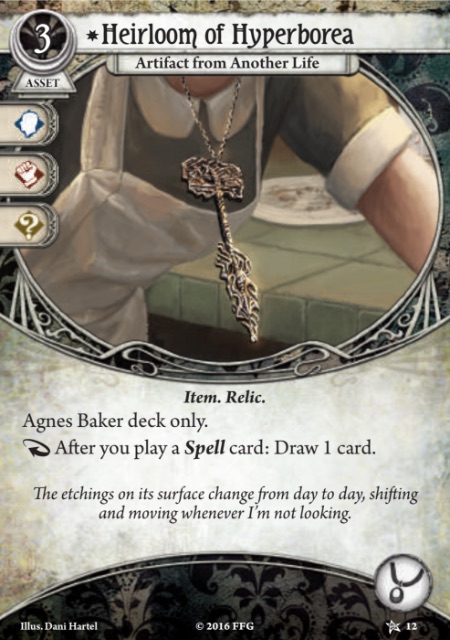 3
Heirloom of Hyperborea
ASSET
Artifact from Another Life
?
Item. Relic.
Agnes Baker deck only.
After you play a Spell card: Draw 1 card.
The etchings on its surface change from day to day, shifting
and moving whenever I'm not looking.
Illus. Dani Hartel
© 2016 FFG
12